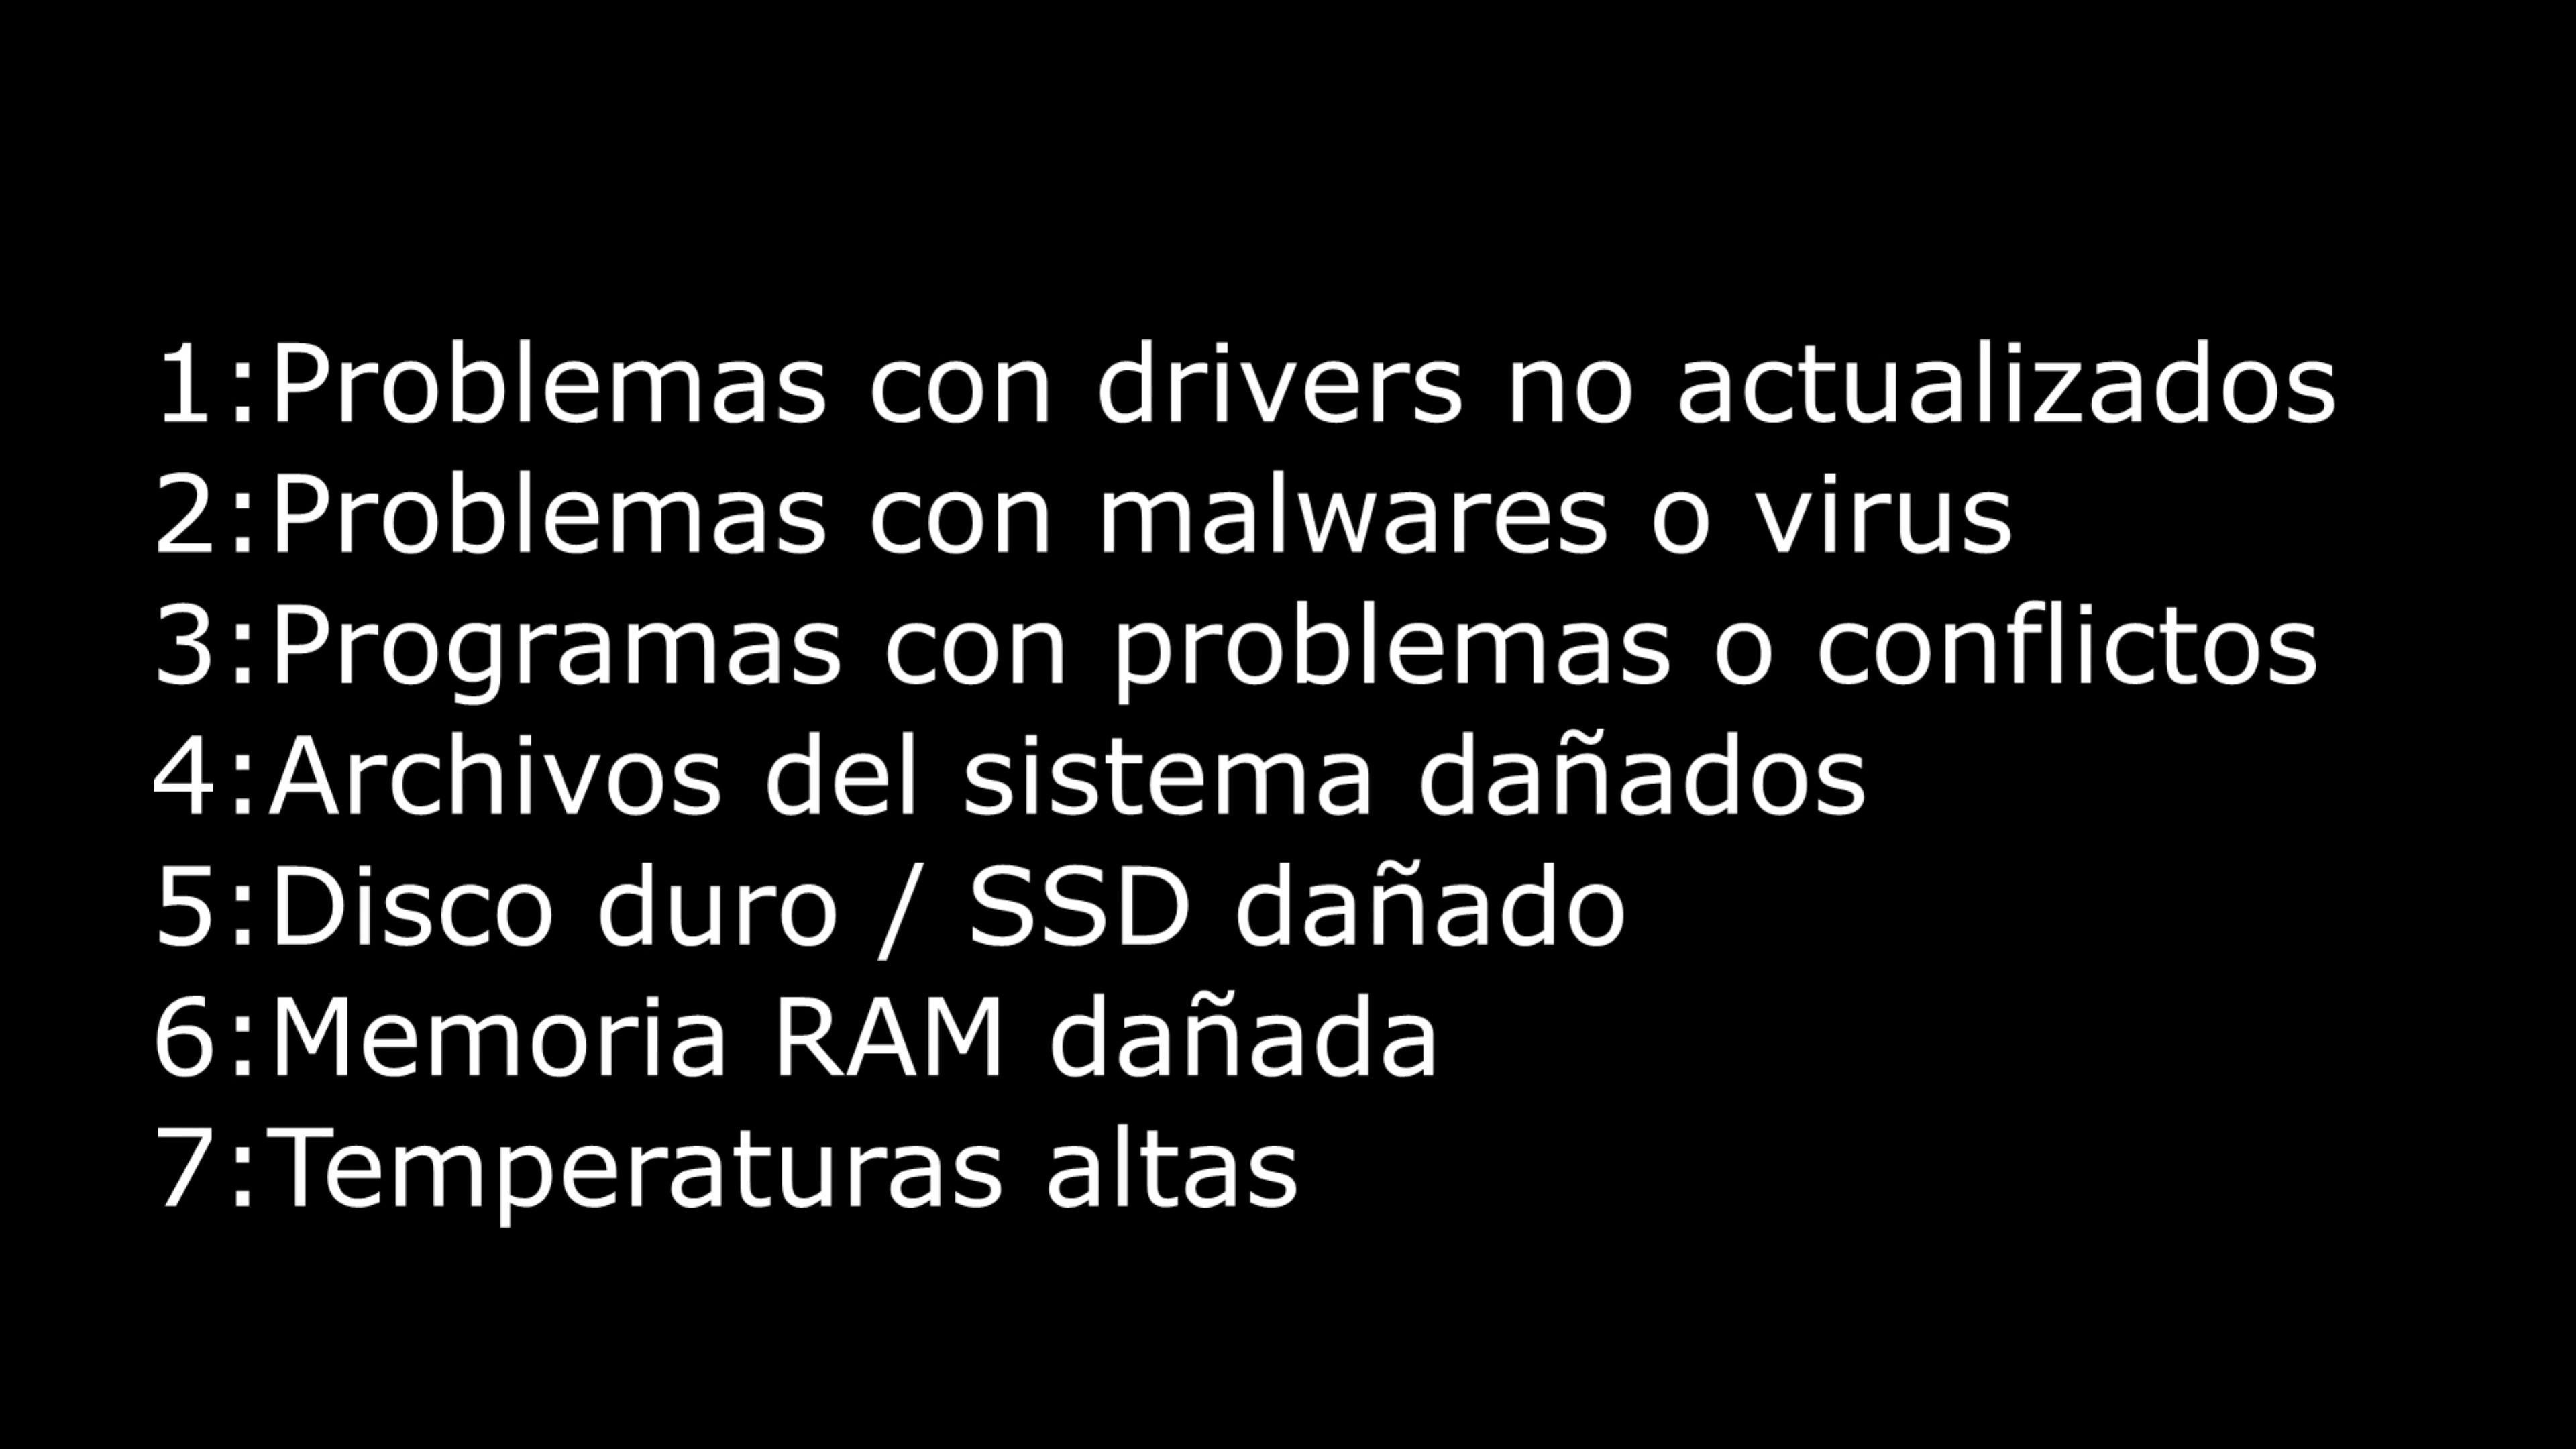 1:Problemas con drivers no actualizados
2:Problemas con malwares o virus
3:Programas con problemas o conflictos
4:Archivos del sistema dañados
5:Disco duro / SSD dañado
6:Memoria RAM dañada
7:Temperaturas altas